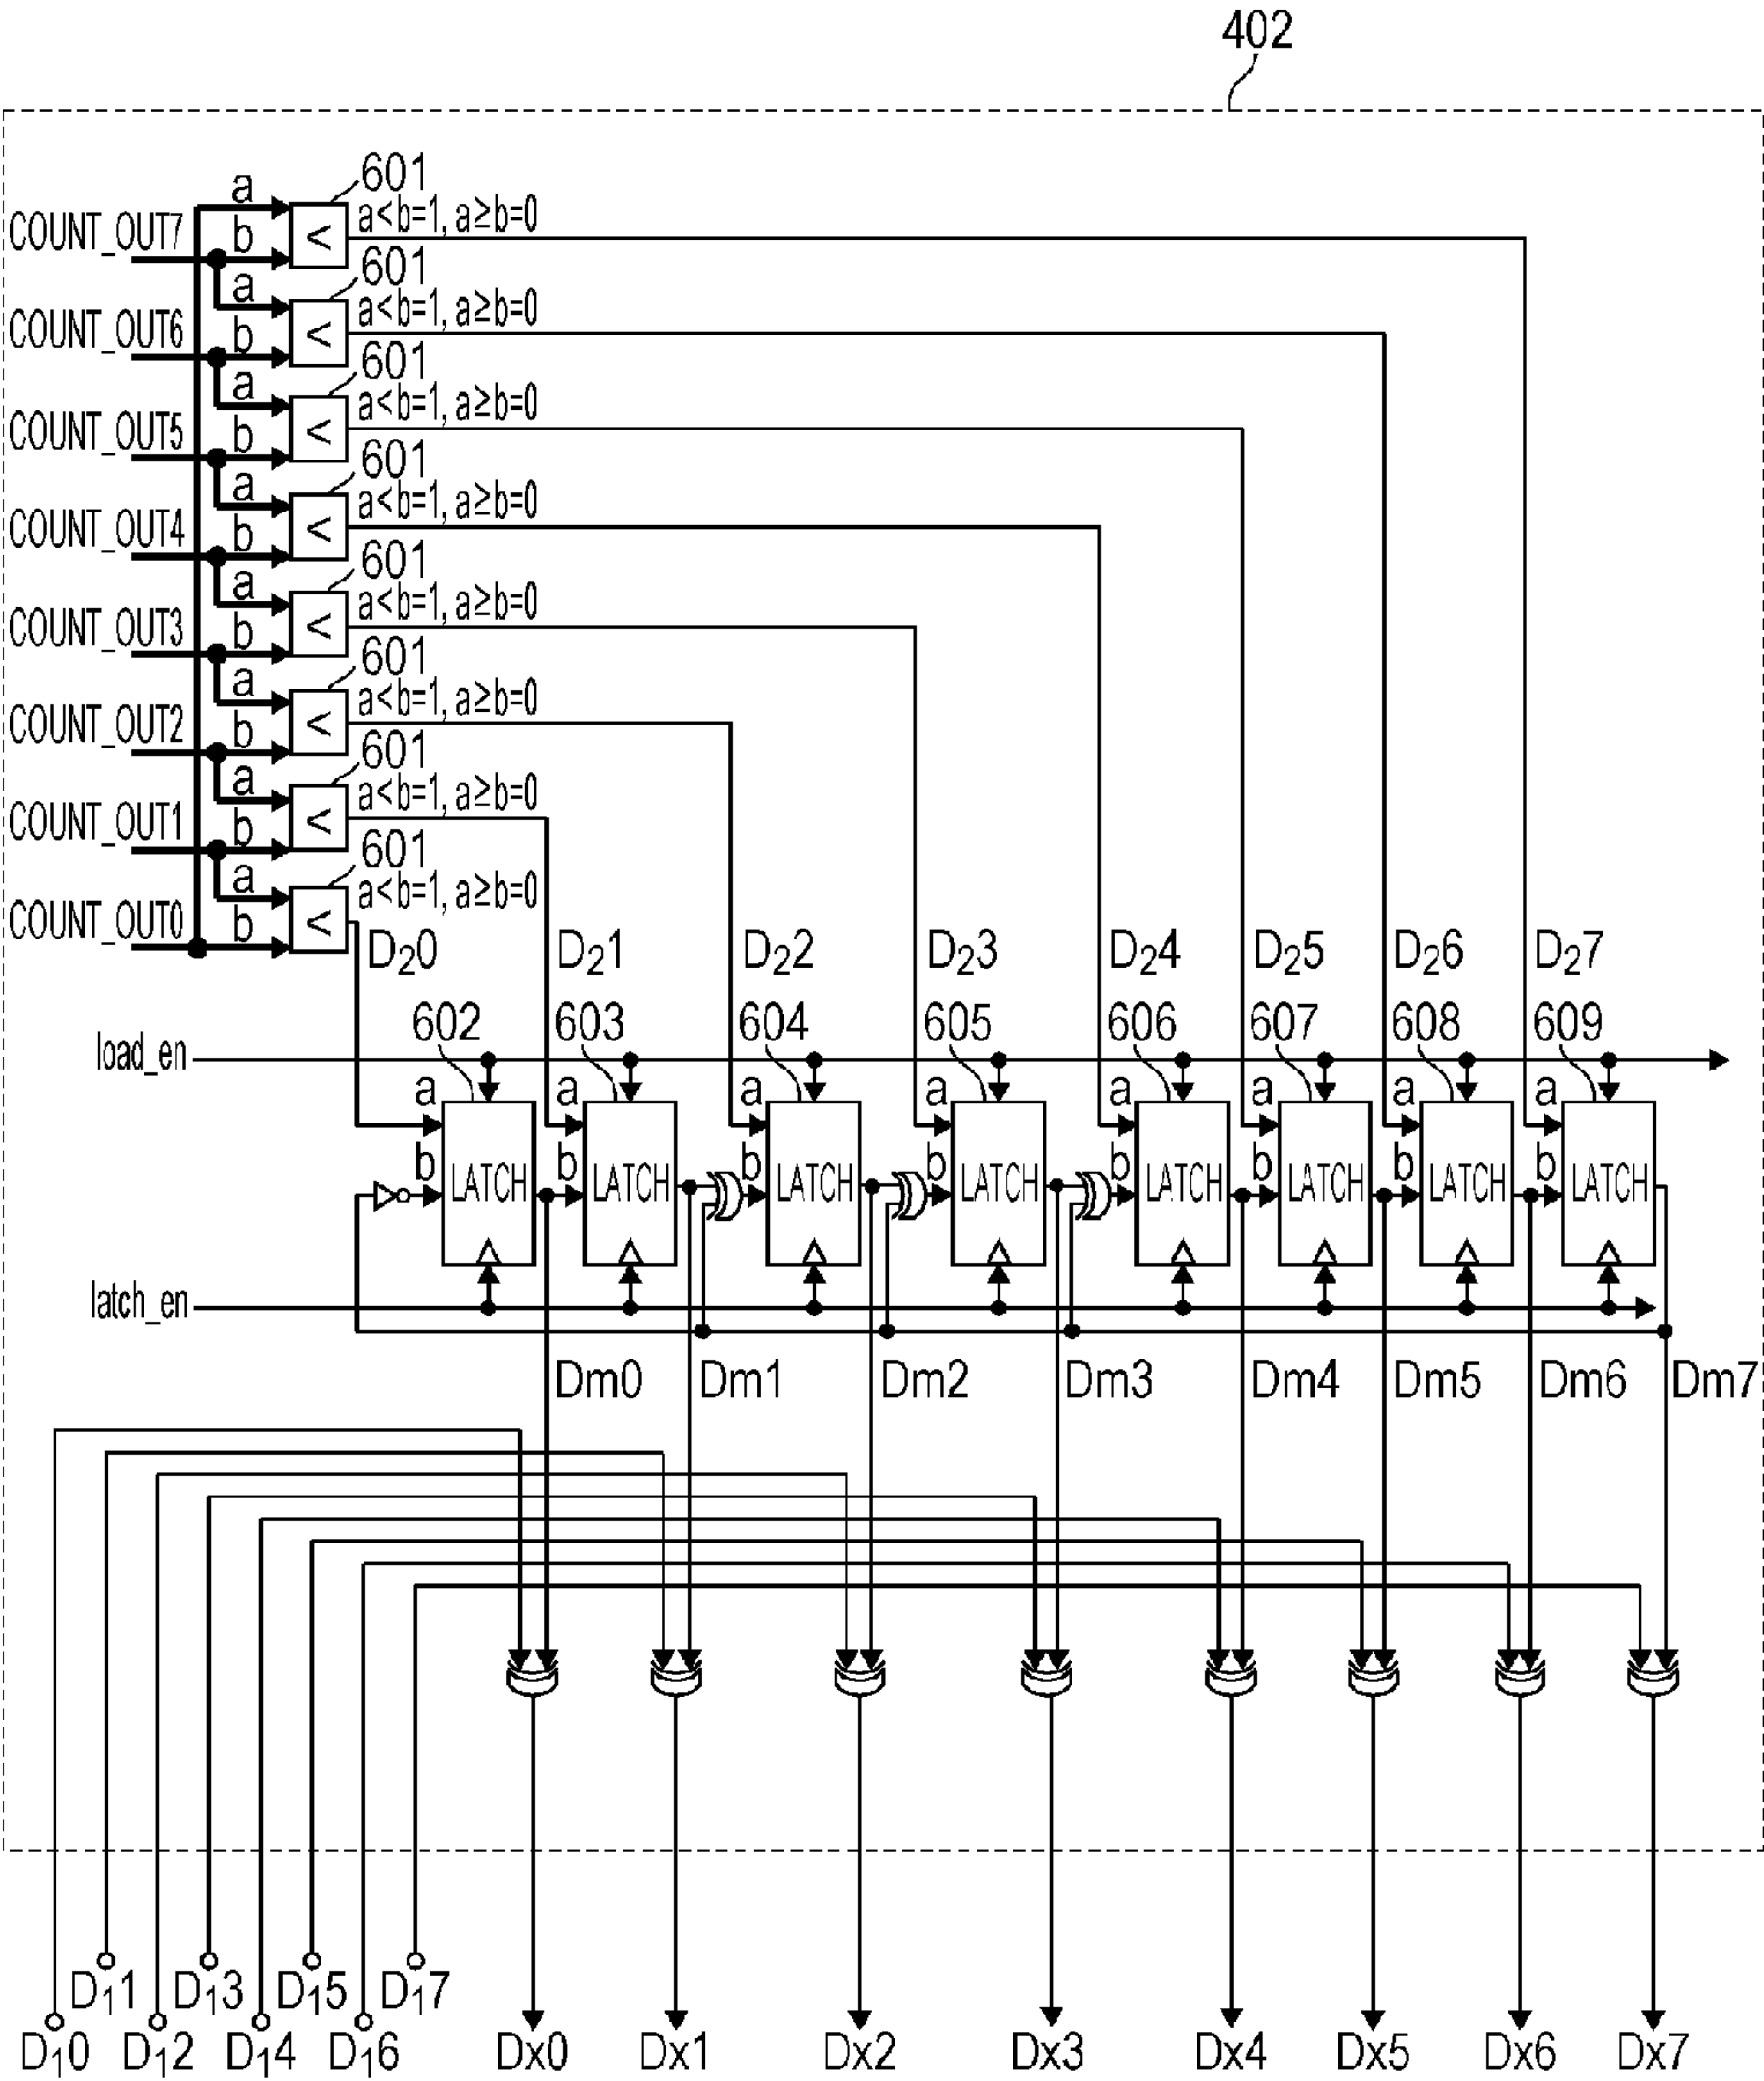 402
601
a
COUNT_OUT7
b
<
a<b=1, a≥b=0
601
a
COUNT_OUT6
b
<
a<b=1, a≥b=0
601
a
COUNT_OUT5
b
<
a<b=1, a≥b=0
601
a
COUNT_OUT4
b
<
a<b=1, a≥b=0
601
a
COUNT_OUT3
b
<
a<b=1, a≥b=0
601
a
COUNT_OUT2
b
<
a<b=1, a≥b=0
601
a
COUNT_OUT1
b
<
a<b=1, a≥b=0
601
a
COUNT_OUT0
b
<
a<b=1, a≥b=0
D₂0 D₂1 D₂2 D₂3 D₂4 D₂5 D₂6 D₂7
602 603 604 605 606 607 608 609
load_en
a a a a a a a a
b b b b b b b b
LATCH LATCH LATCH LATCH LATCH LATCH LATCH LATCH
latch_en
Dm0 Dm1 Dm2 Dm3 Dm4 Dm5 Dm6 Dm7
D₁1 D₁3 D₁5 D₁7
D₁0 D₁2 D₁4 D₁6 Dx0 Dx1 Dx2 Dx3 Dx4 Dx5 Dx6 Dx7